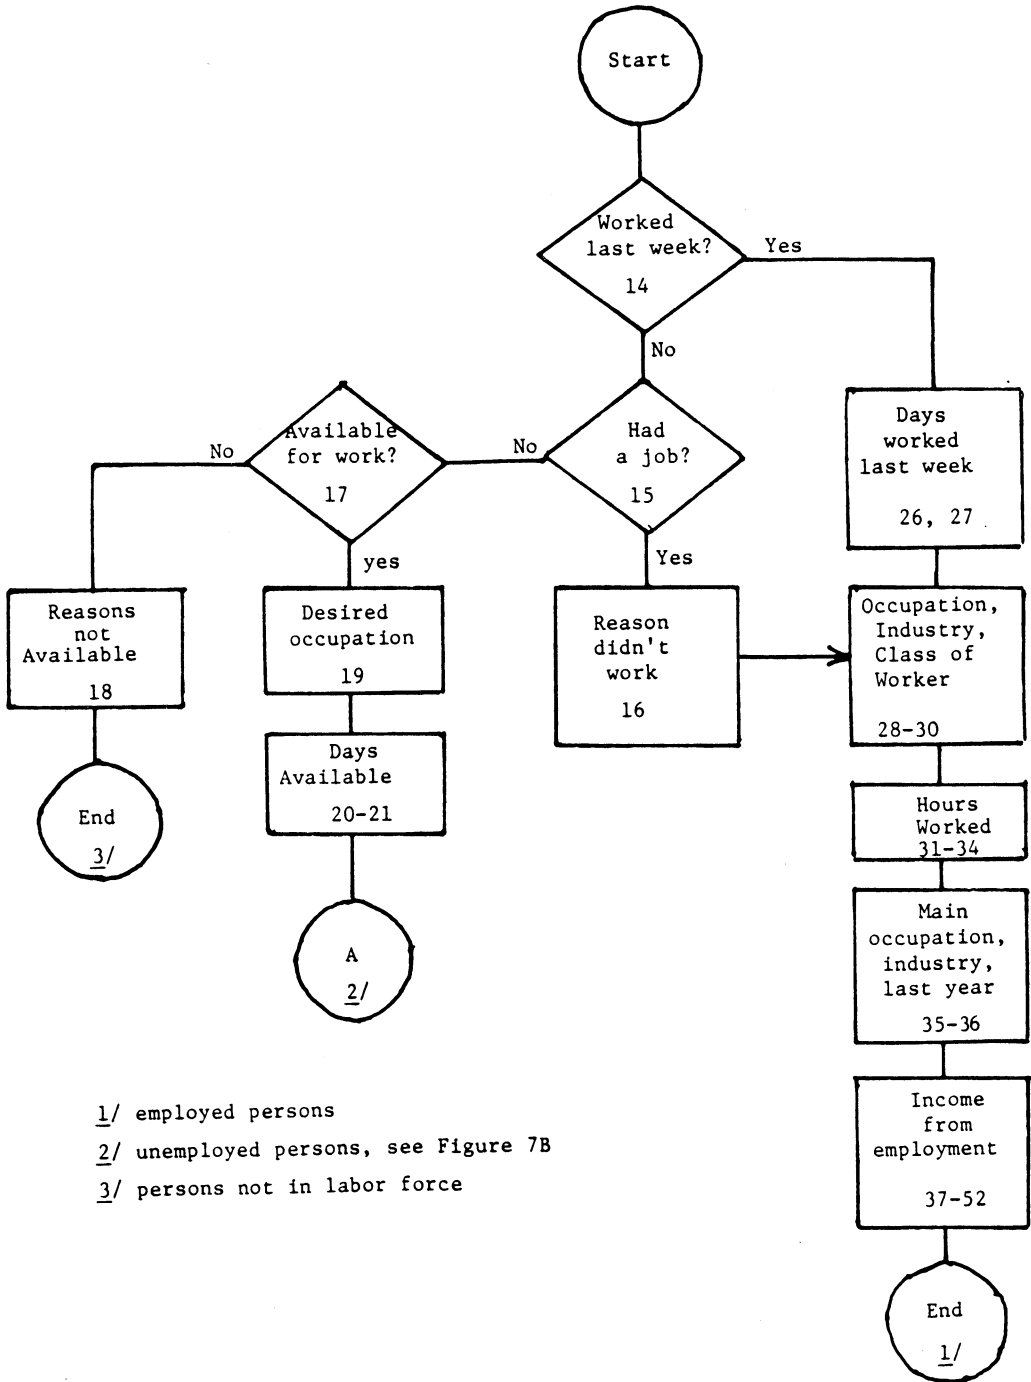 Start
Worked
last week?
14
Yes
No
Had
a job?
15
No
Yes
Available
for work?
17
No
yes
Days
worked
last week
26, 27
Reasons
not
Available
18
Desired
occupation
19
Reason
didn't
work
16
Occupation,
Industry,
Class of
Worker
28-30
Days
Available
20-21
End
3/
Hours
Worked
31-34
A
2/
Main
occupation,
industry,
last year
35-36
Income
from
employment
37-52
End
1/
1/ employed persons
2/ unemployed persons, see Figure 7B
3/ persons not in labor force